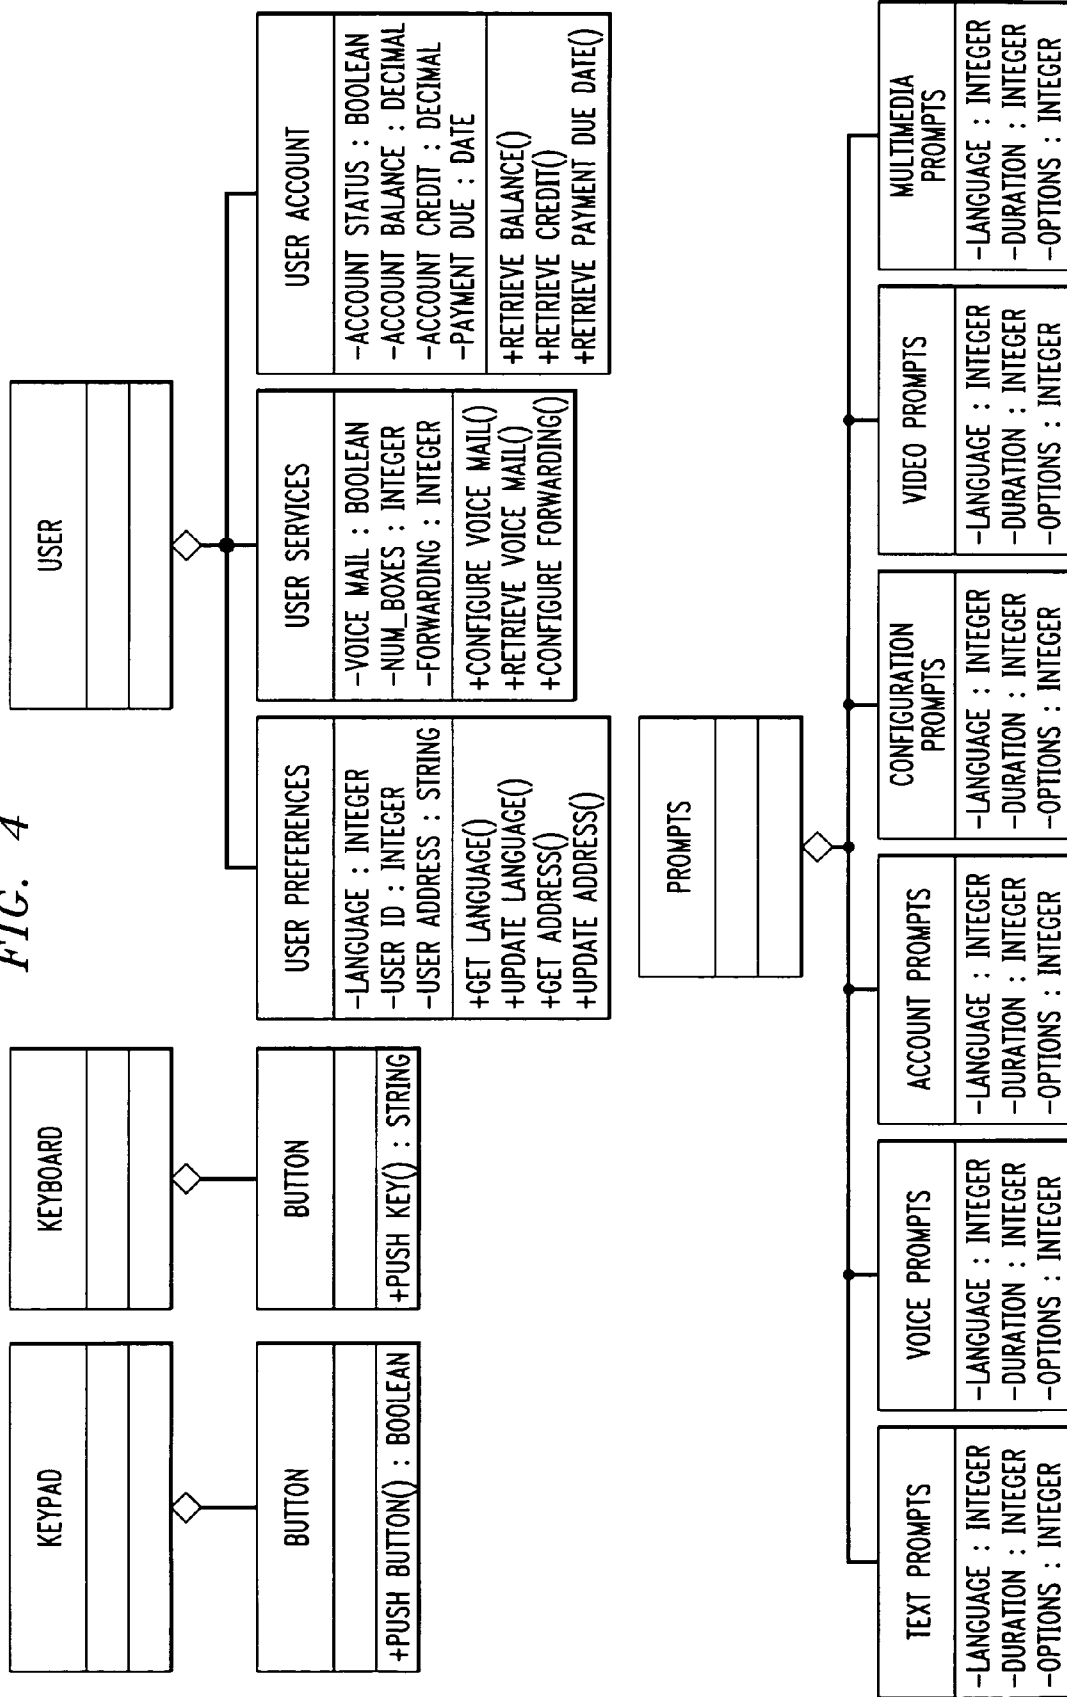 FIG. 4
KEYPAD
BUTTON
+PUSH BUTTON() : BOOLEAN
KEYBOARD
BUTTON
+PUSH KEY() : STRING
USER
USER PREFERENCES
-LANGUAGE : INTEGER
-USER ID : INTEGER
-USER ADDRESS : STRING
+GET LANGUAGE()
+UPDATE LANGUAGE()
+GET ADDRESS()
+UPDATE ADDRESS()
USER SERVICES
-VOICE MAIL : BOOLEAN
-NUM_BOXES : INTEGER
-FORWARDING : INTEGER
+CONFIGURE VOICE MAIL()
+RETRIEVE VOICE MAIL()
+CONFIGURE FORWARDING()
USER ACCOUNT
-ACCOUNT STATUS : BOOLEAN
-ACCOUNT BALANCE : DECIMAL
-ACCOUNT CREDIT : DECIMAL
-PAYMENT DUE : DATE
+RETRIEVE BALANCE()
+RETRIEVE CREDIT()
+RETRIEVE PAYMENT DUE DATE()
PROMPTS
TEXT PROMPTS
-LANGUAGE : INTEGER
-DURATION : INTEGER
-OPTIONS : INTEGER
VOICE PROMPTS
-LANGUAGE : INTEGER
-DURATION : INTEGER
-OPTIONS : INTEGER
ACCOUNT PROMPTS
-LANGUAGE : INTEGER
-DURATION : INTEGER
-OPTIONS : INTEGER
CONFIGURATION
PROMPTS
-LANGUAGE : INTEGER
-DURATION : INTEGER
-OPTIONS : INTEGER
VIDEO PROMPTS
-LANGUAGE : INTEGER
-DURATION : INTEGER
-OPTIONS : INTEGER
MULTIMEDIA
PROMPTS
-LANGUAGE : INTEGER
-DURATION : INTEGER
-OPTIONS : INTEGER